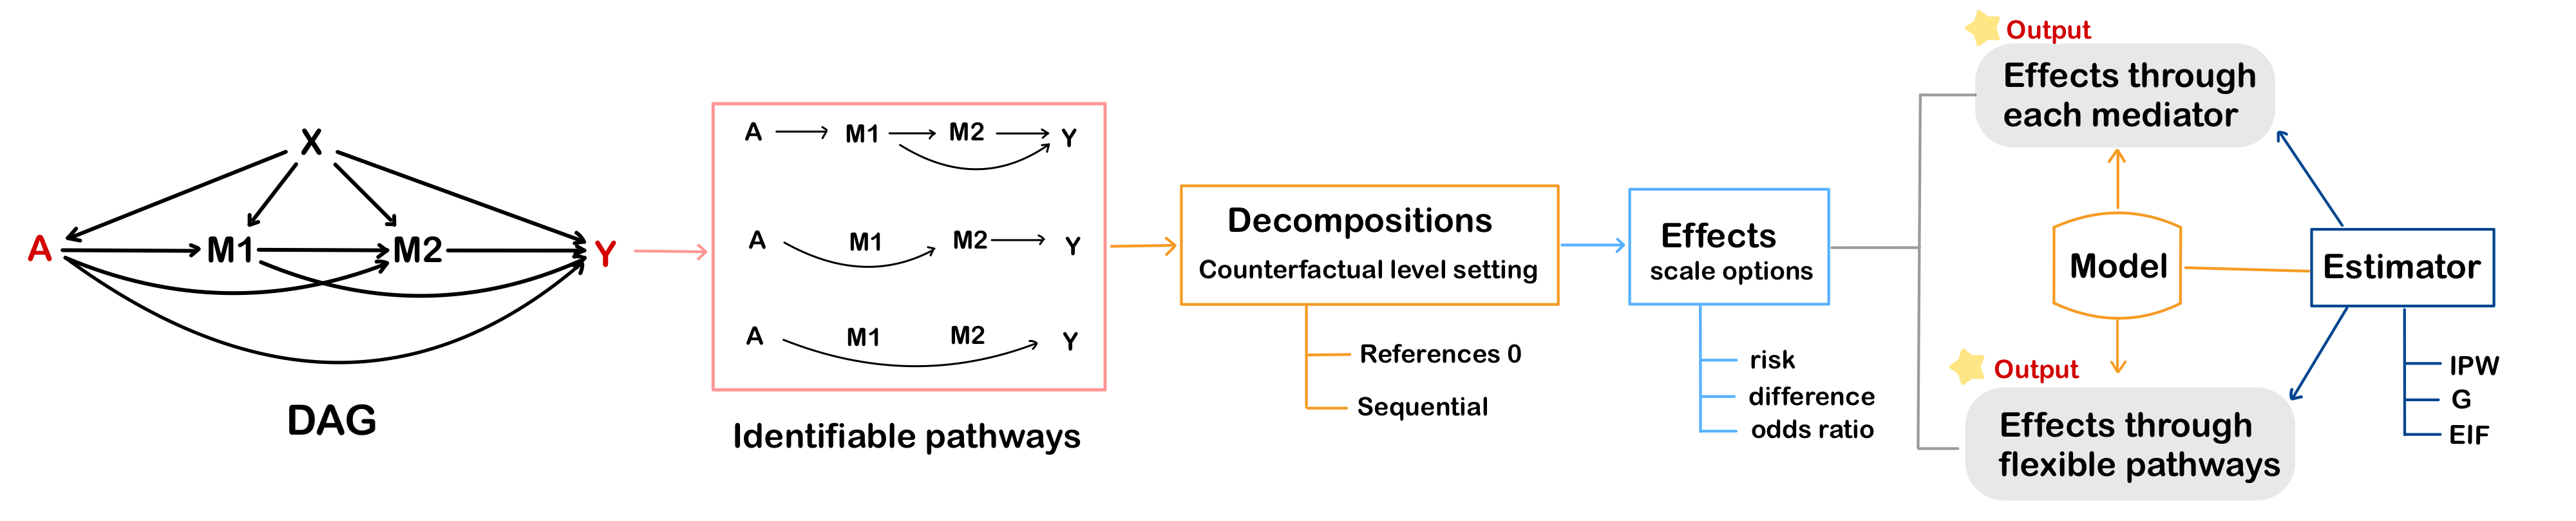 X
A
M1
M2
Y
DAG
A
M1
M2
Y
A
M1
M2
Y
A
M1
M2
Y
Identifiable pathways
Decompositions
Counterfactual level setting
References 0
Sequential
Effects
scale options
risk
difference
odds ratio
Output
Effects through
each mediator
Model
Estimator
IPW
G
EIF
Output
Effects through
flexible pathways